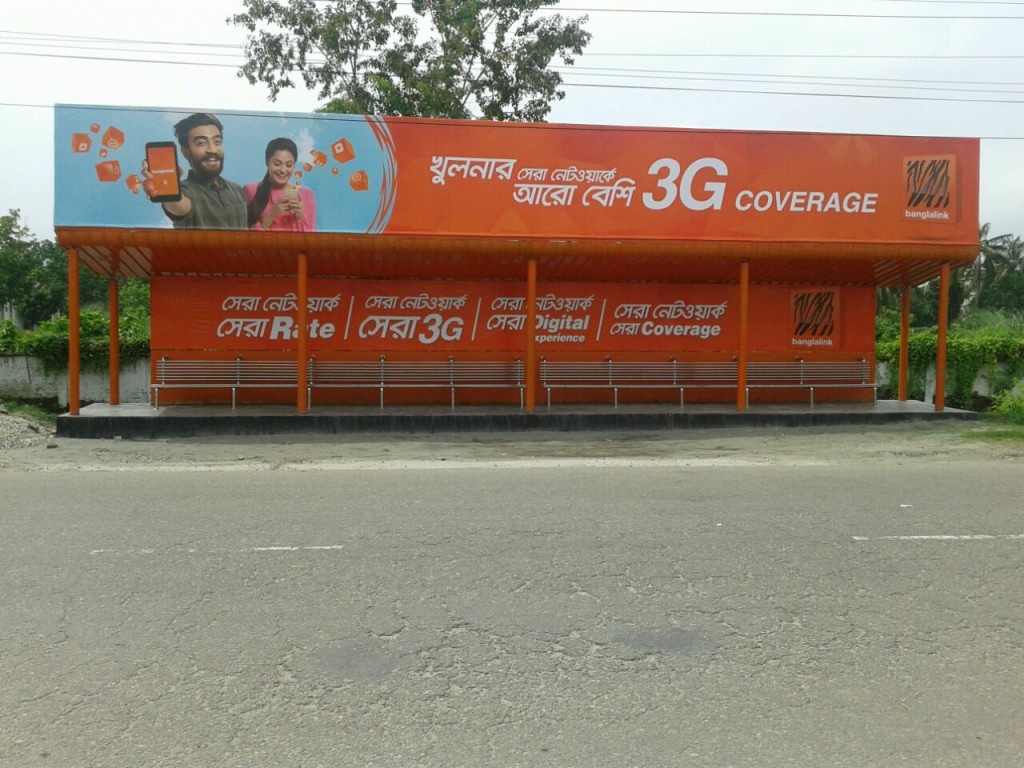 খুলনার সেরা নেটওয়ার্কে
আরো বেশি 3G COVERAGE
banglalink
সেরা নেটওয়ার্ক
সেরা Rate
সেরা নেটওয়ার্ক
সেরা 3G
সেরা নেটওয়ার্ক
সেরা Digital
Experience
সেরা নেটওয়ার্ক
সেরা Coverage
banglalink